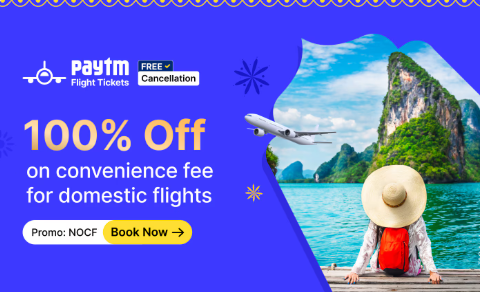 paytm
Flight Tickets
FREE
Cancellation
100% Off
on convenience fee
for domestic flights
Promo: NOCF
Book Now →